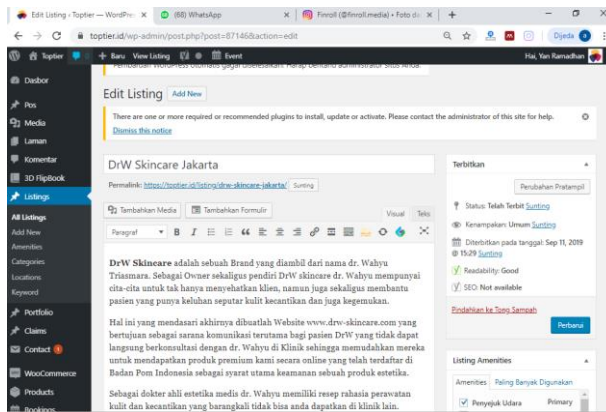 Edit Listing ‹ Toptier — WordPre
(68) WhatsApp
Finroll (@finroll.media) • Foto da
toptier.id/wp-admin/post.php?post=87146&action=edit
Dijeda
Toptier
+ Baru
View Listing
Event
Hai, Yan Ramadhan
Dasbor
Pos
Media
Laman
Komentar
3D FlipBook
Listings
All Listings
Add New
Amenities
Categories
Locations
Keyword
Portfolio
Claims
Contact
WooCommerce
Products
Bookings
Pembaruan WordPress otomatis gagal diselesaikan. Harap beritahu administrator Situs Anda.
Edit Listing
Add New
There are one or more required or recommended plugins to install, update or activate. Please contact the administrator of this site for help.
Dismiss this notice
DrW Skincare Jakarta
Permalink: https://toptier.id/listing/drw-skincare-jakarta/ Sunting
Tambahkan Media
Tambahkan Formulir
Visual
Teks
Paragraf
DrW Skincare adalah sebuah Brand yang diambil dari nama dr. Wahyu
Triasmara. Sebagai Owner sekaligus pendiri DrW skincare dr. Wahyu mempunyai
cita-cita untuk tak hanya menyehatkan klien, namun juga sekaligus membantu
pasien yang punya keluhan seputar kulit kecantikan dan juga kegemukan.
Hal ini yang mendasari akhirnya dibuatlah Website www.drw-skincare.com yang
bertujuan sebagai sarana komunikasi terutama bagi pasien DrW yang tidak dapat
langsung berkonsultasi dengan dr. Wahyu di Klinik sehingga memudahkan mereka
untuk mendapatkan produk premium kami secara online yang telah terdaftar di
Badan Pom Indonesia sebagai syarat utama keamanan sebuah produk estetika.
Sebagai dokter ahli estetika medis dr. Wahyu memiliki resep rahasia perawatan
kulit dan kecantikan yang barangkali tidak bisa anda dapatkan di klinik lain.
Terbitkan
Perubahan Pratampil
Status: Telah Terbit Sunting
Kenampakan: Umum Sunting
Diterbitkan pada tanggal: Sep 11, 2019
@ 15:29 Sunting
Readability: Good
SEO: Not available
Pindahkan ke Tong Sampah
Perbarui
Listing Amenities
Amenities
Paling Banyak Digunakan
Penyejuk Udara
Primary